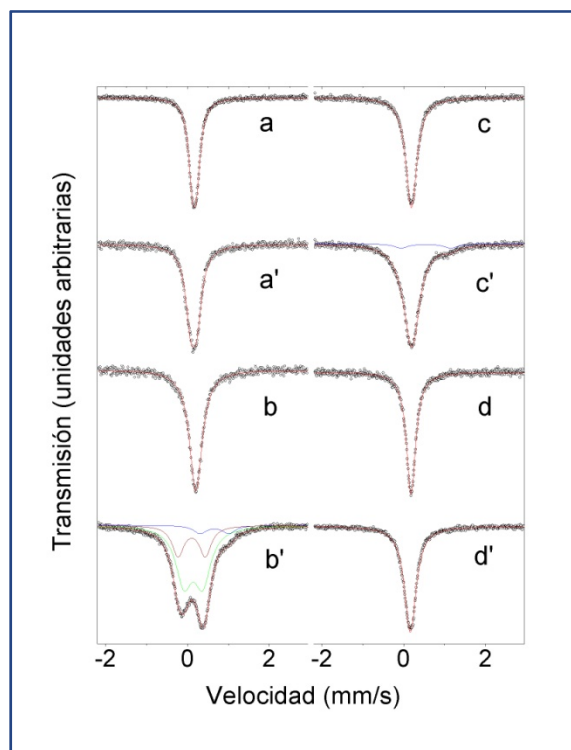 Transmisión (unidades arbitrarias)
a
c
a'
c'
b
d
b'
d'
-2 0 2 -2 0 2
Velocidad (mm/s)